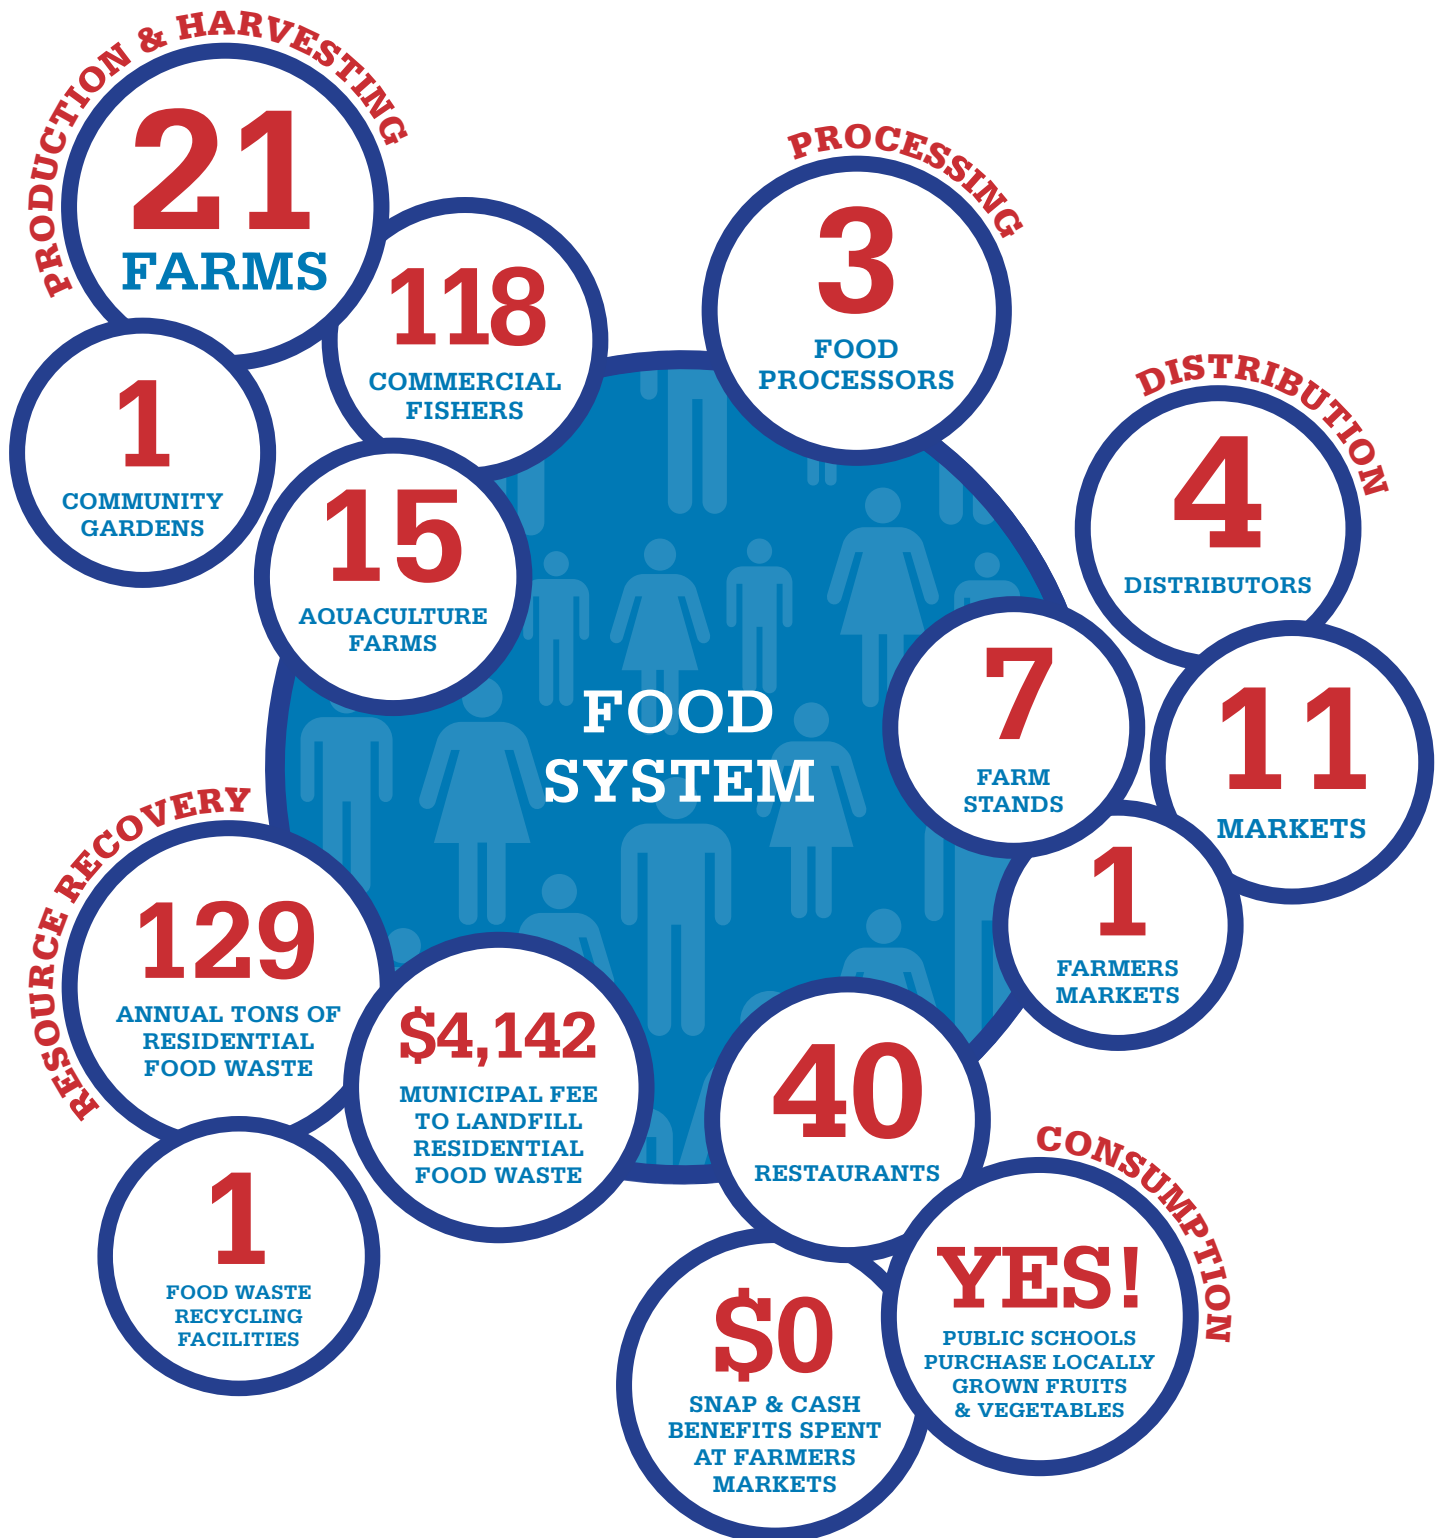 PRODUCTION & HARVESTING
21
FARMS
118
COMMERCIAL
FISHERS
1
COMMUNITY
GARDENS
15
AQUACULTURE
FARMS
PROCESSING
3
FOOD
PROCESSORS
DISTRIBUTION
4
DISTRIBUTORS
7
FARM
STANDS
11
MARKETS
1
FARMERS
MARKETS
FOOD
SYSTEM
RESOURCE RECOVERY
129
ANNUAL TONS OF
RESIDENTIAL
FOOD WASTE
$4,142
MUNICIPAL FEE
TO LANDFILL
RESIDENTIAL
FOOD WASTE
1
FOOD WASTE
RECYCLING
FACILITIES
CONSUMPTION
40
RESTAURANTS
YES!
PUBLIC SCHOOLS
PURCHASE LOCALLY
GROWN FRUITS
& VEGETABLES
$0
SNAP & CASH
BENEFITS SPENT
AT FARMERS
MARKETS